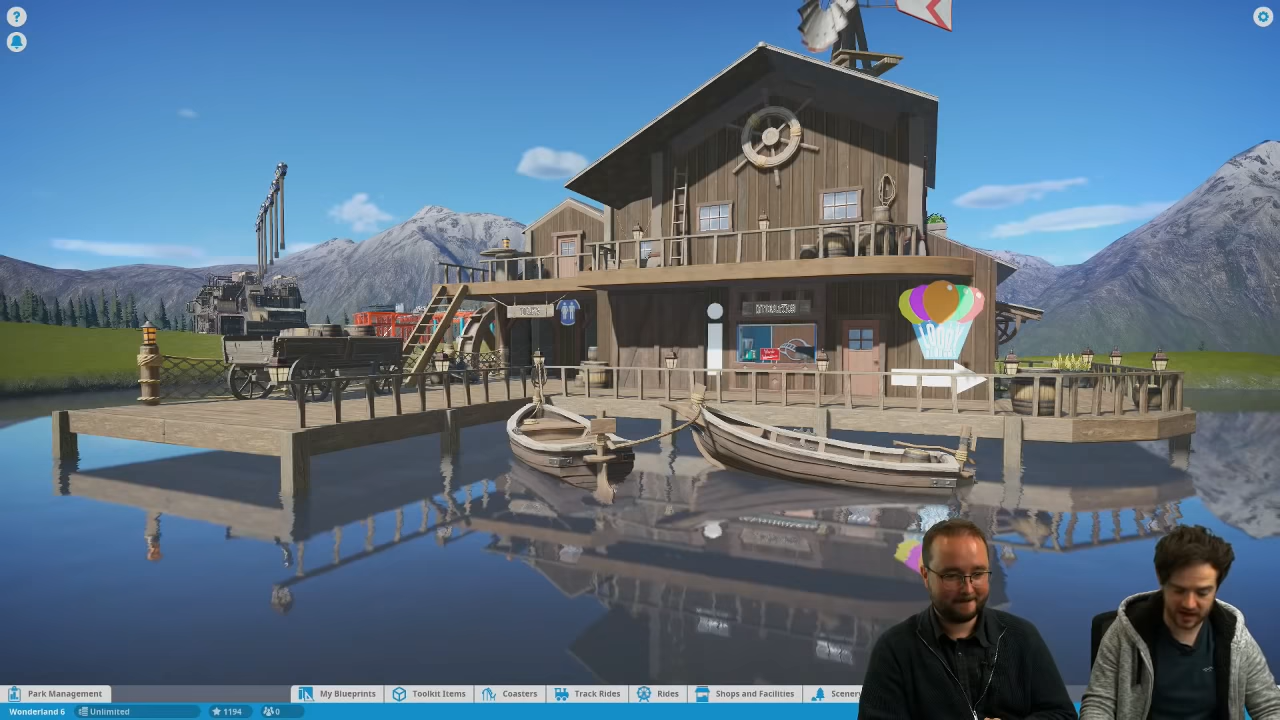 ?
LOONY
Park Management
My Blueprints
Toolkit Items
Coasters
Track Rides
Rides
Shops and Facilities
Scenery
Wonderland 6
Unlimited
1194
0